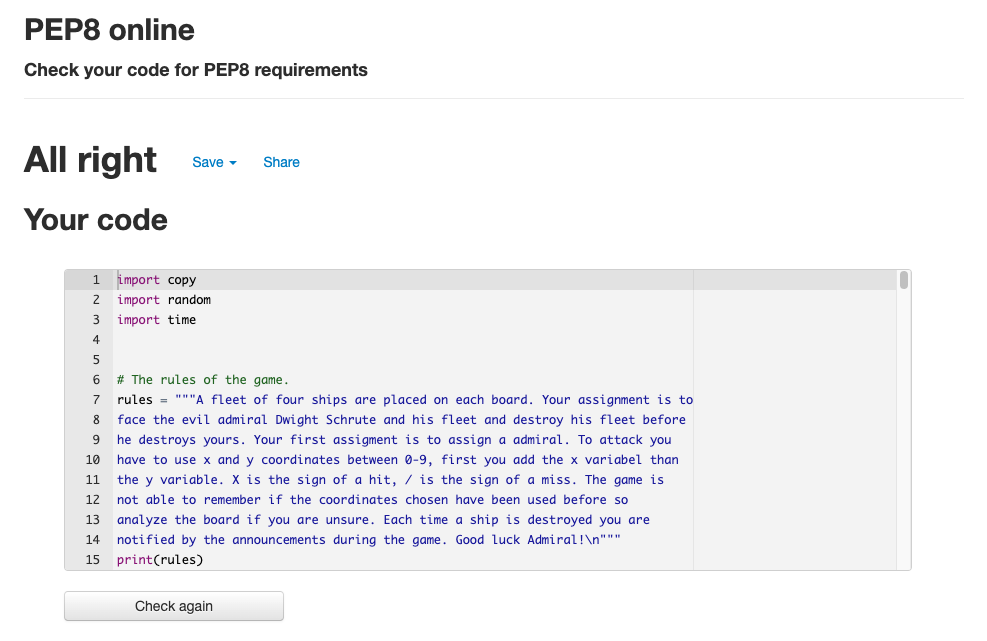 PEP8 online
Check your code for PEP8 requirements
All right Save Share
Your code
1 import copy
2 import random
3 import time
4
5
6 # The rules of the game.
7 rules = """A fleet of four ships are placed on each board. Your assignment is to
8 face the evil admiral Dwight Schrute and his fleet and destroy his fleet before
9 he destroys yours. Your first assigment is to assign a admiral. To attack you
10 have to use x and y coordinates between 0-9, first you add the x variabel than
11 the y variable. X is the sign of a hit, / is the sign of a miss. The game is
12 not able to remember if the coordinates chosen have been used before so
13 analyze the board if you are unsure. Each time a ship is destroyed you are
14 notified by the announcements during the game. Good luck Admiral!\n"""
15 print(rules)
Check again